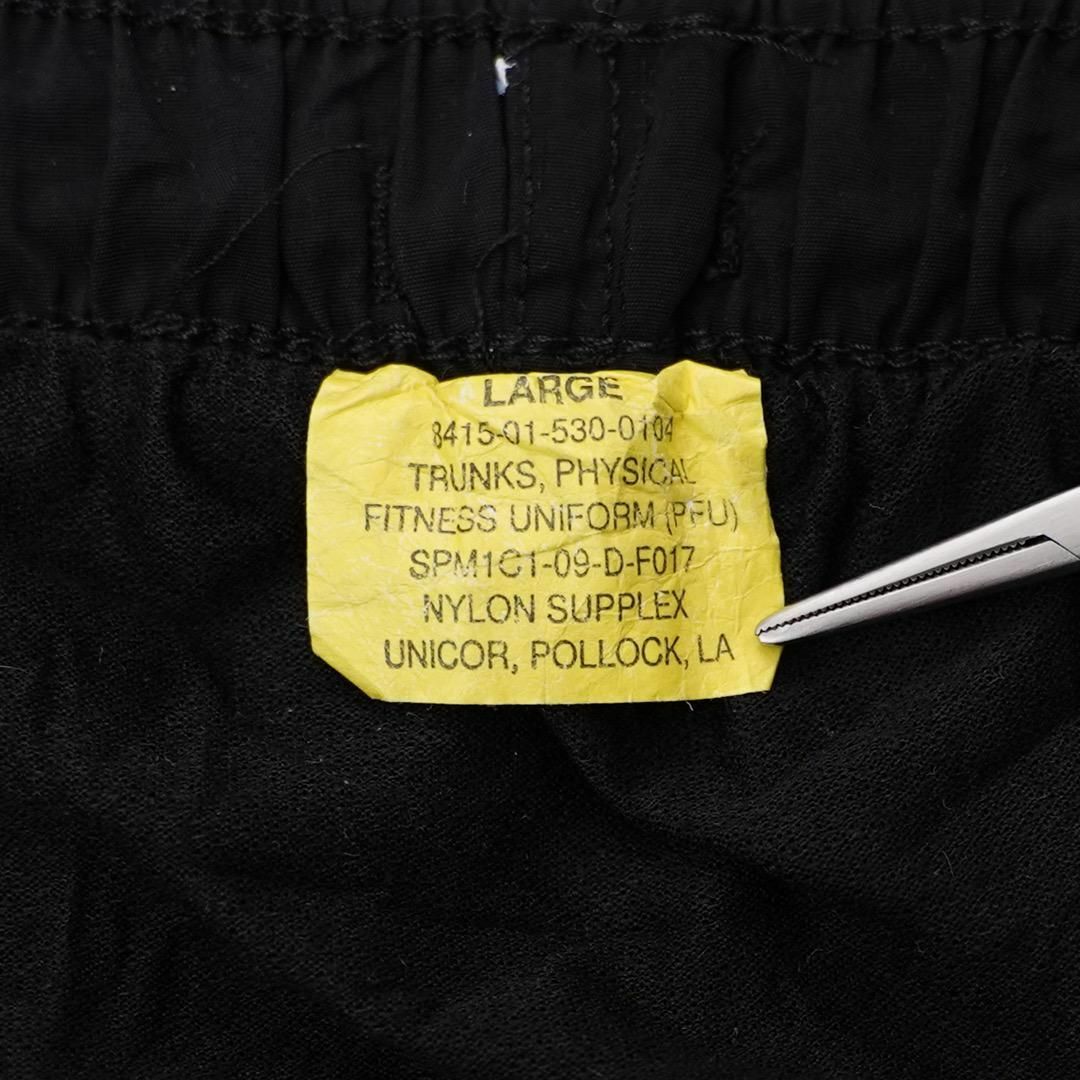 LARGE
8415-01-530-0104
TRUNKS, PHYSICAL
FITNESS UNIFORM (PFU)
SPM1C1-09-D-F017
NYLON SUPPLEX
UNICOR, POLLOCK, LA